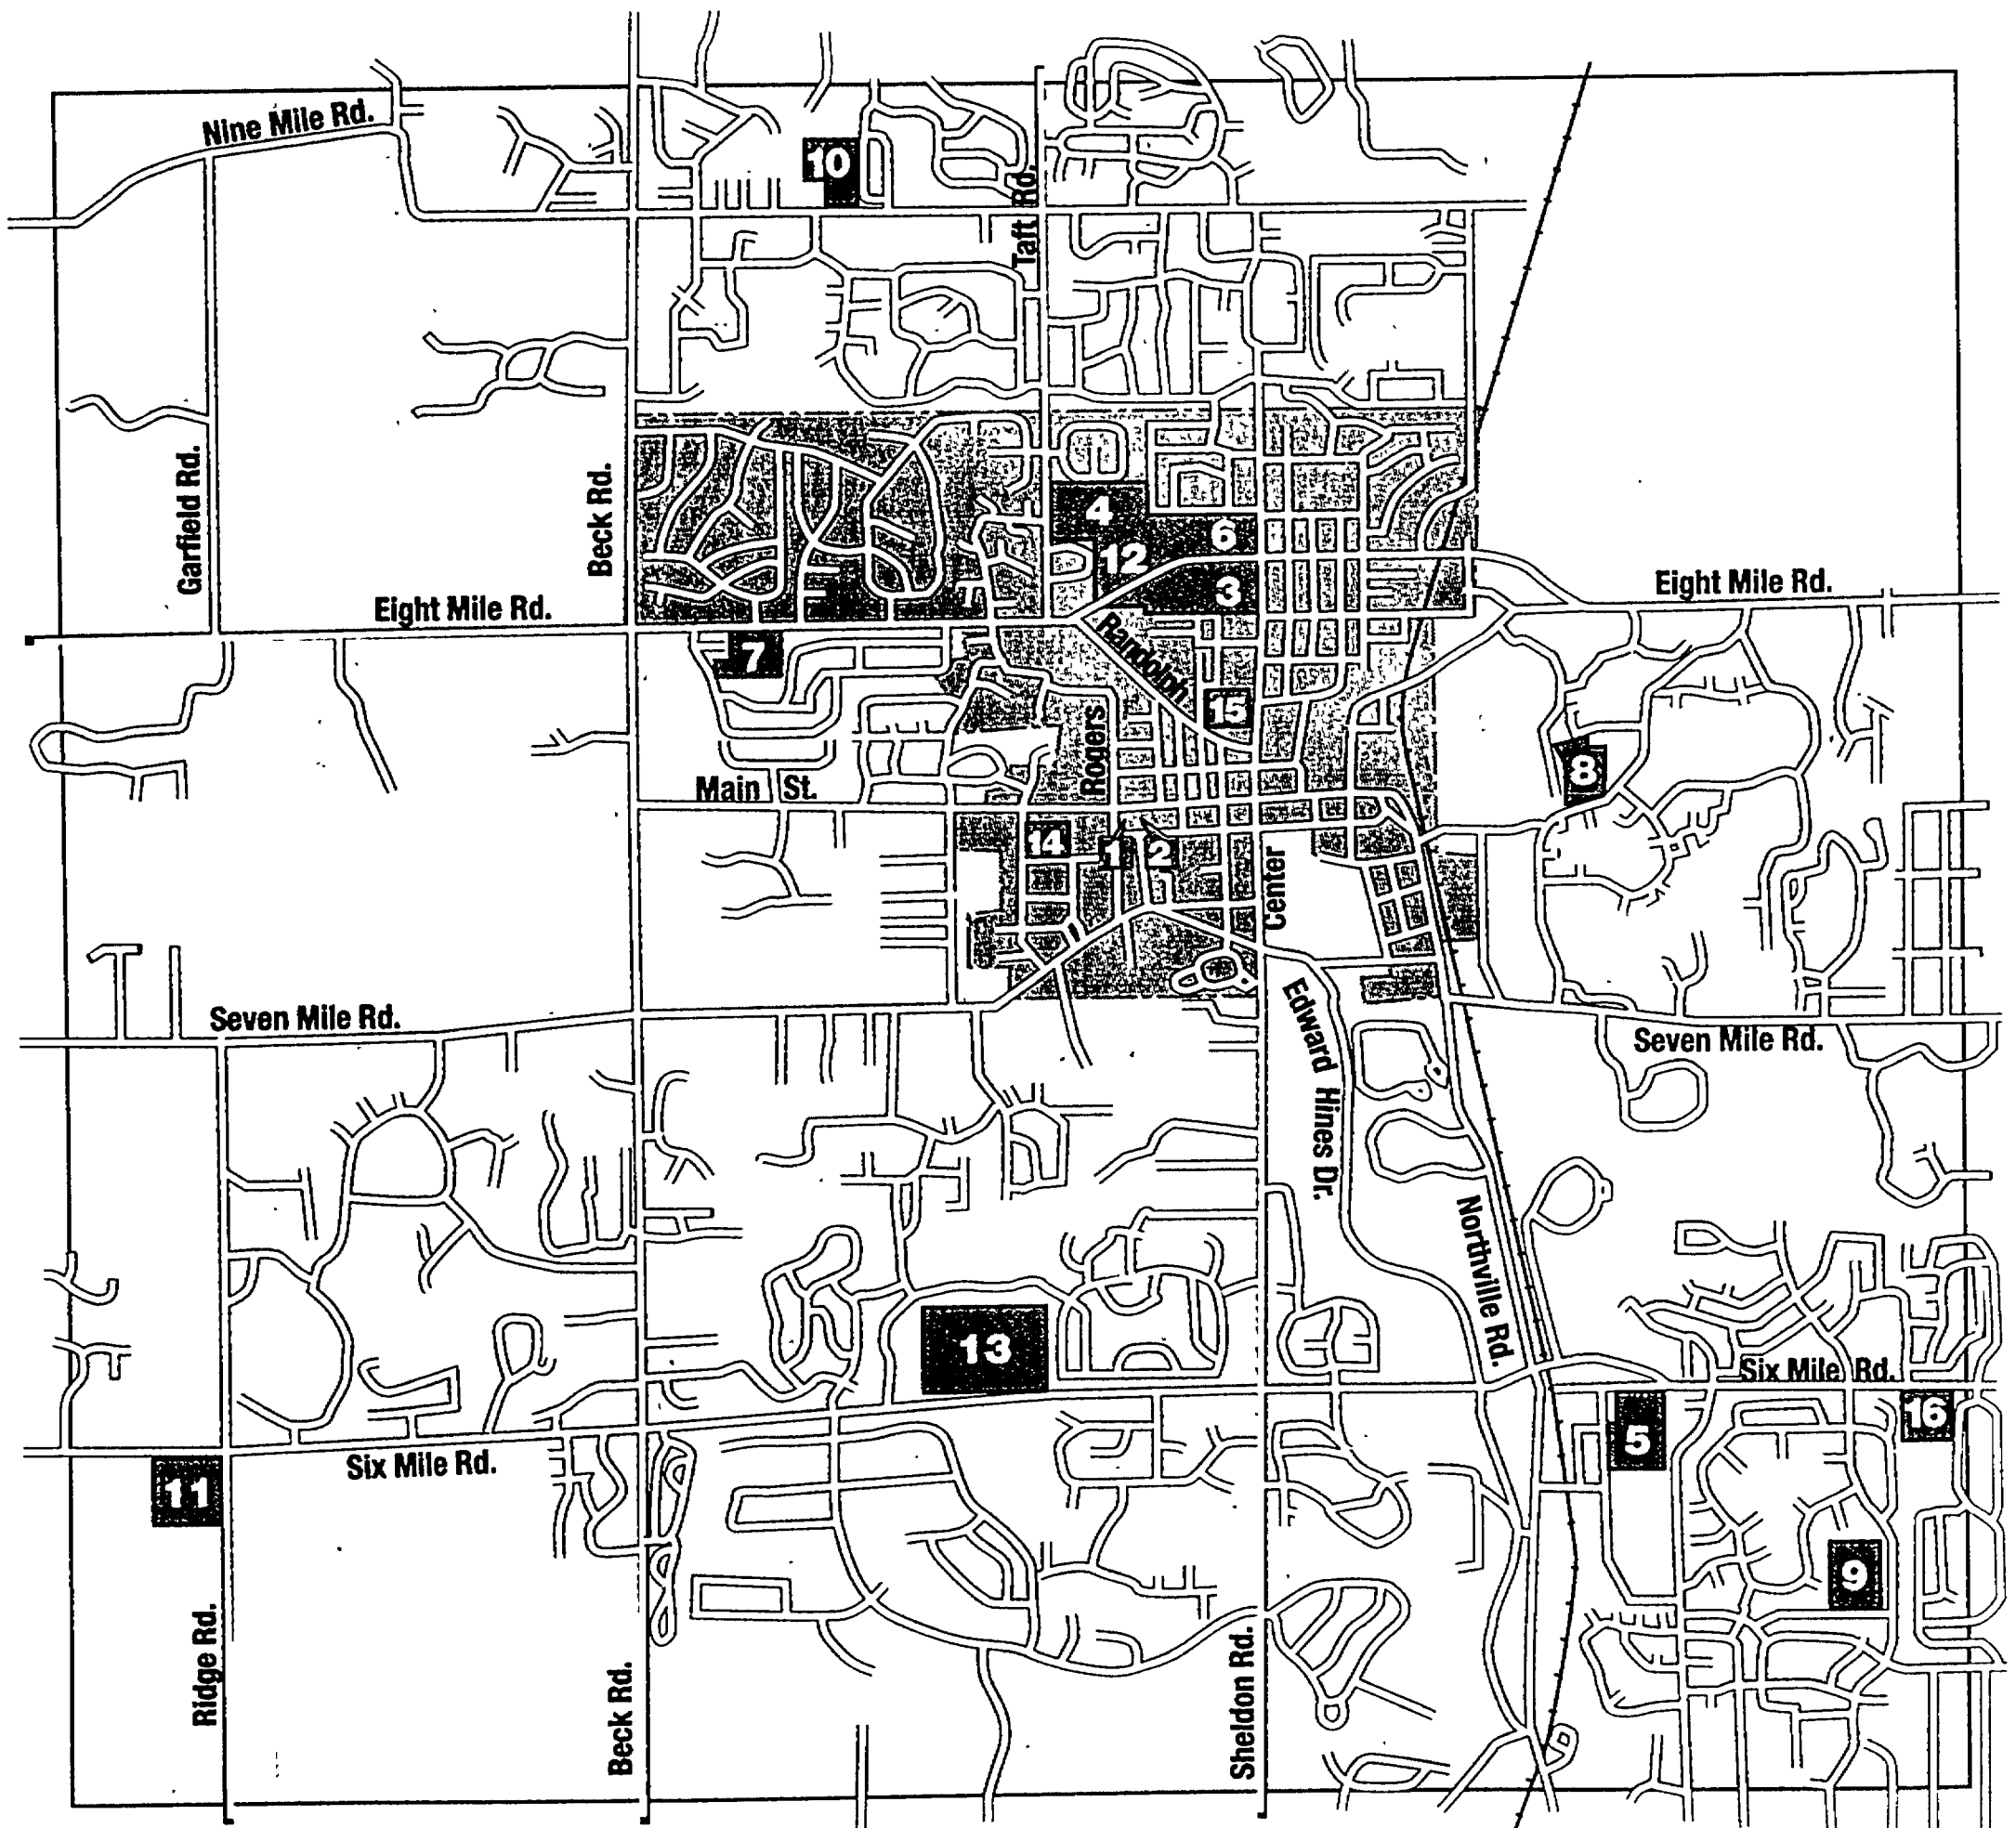 Nine Mile Rd.
10
Taft Rd.
Garfield Rd.
Beck Rd.
4
6
12
3
Eight Mile Rd.
Eight Mile Rd.
7
Randolph
15
Rogers
8
Main St.
14
1
2
Center
Seven Mile Rd.
Edward Hines Dr.
Seven Mile Rd.
Northville Rd.
13
Six Mile Rd.
16
5
Six Mile Rd.
11
9
Ridge Rd.
Beck Rd.
Sheldon Rd.